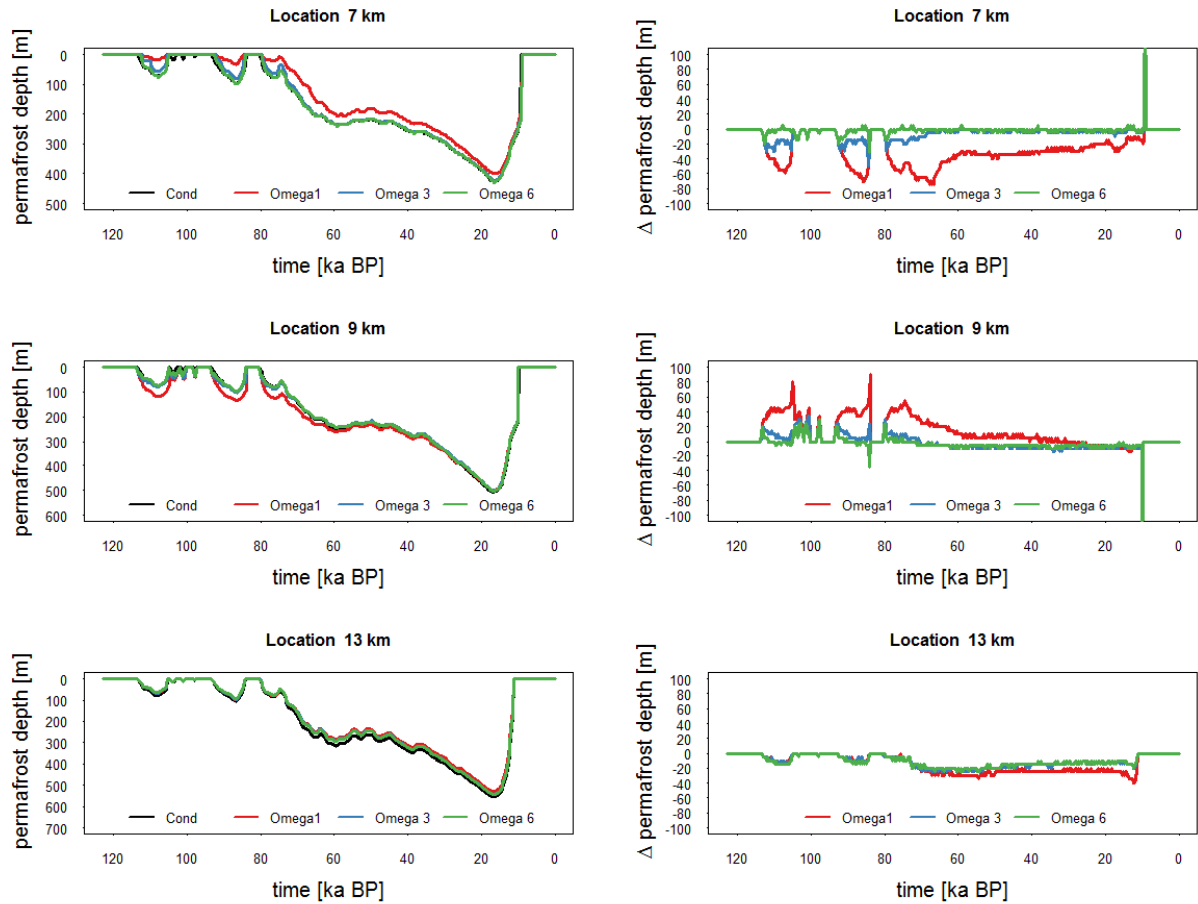 Location 7 km
permafrost depth [m]
0
100
200
300
400
500
Cond Omega1 Omega 3 Omega 6
120 100 80 60 40 20 0
time [ka BP]
Location 7 km
Δ permafrost depth [m]
100
80
60
40
20
0
-20
-40
-60
-80
-100
Omega1 Omega 3 Omega 6
120 100 80 60 40 20 0
time [ka BP]
Location 9 km
permafrost depth [m]
0
100
200
300
400
500
600
Cond Omega1 Omega 3 Omega 6
120 100 80 60 40 20 0
time [ka BP]
Location 9 km
Δ permafrost depth [m]
100
80
60
40
20
0
-20
-40
-60
-80
-100
Omega1 Omega 3 Omega 6
120 100 80 60 40 20 0
time [ka BP]
Location 13 km
permafrost depth [m]
0
100
200
300
400
500
600
700
Cond Omega1 Omega 3 Omega 6
120 100 80 60 40 20 0
time [ka BP]
Location 13 km
Δ permafrost depth [m]
100
80
60
40
20
0
-20
-40
-60
-80
-100
Omega1 Omega 3 Omega 6
120 100 80 60 40 20 0
time [ka BP]